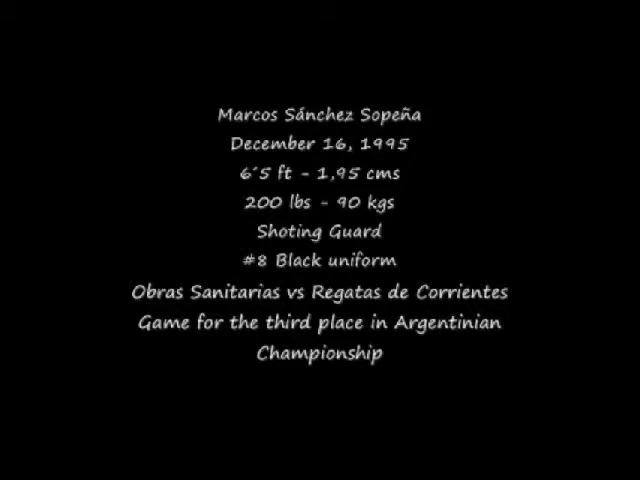 Marcos Sánchez Sopeña
December 16, 1995
6´5 ft - 1,95 cms
200 lbs - 90 kgs
Shoting Guard
#8 Black uniform
Obras Sanitarias vs Regatas de Corrientes
Game for the third place in Argentinian
Championship